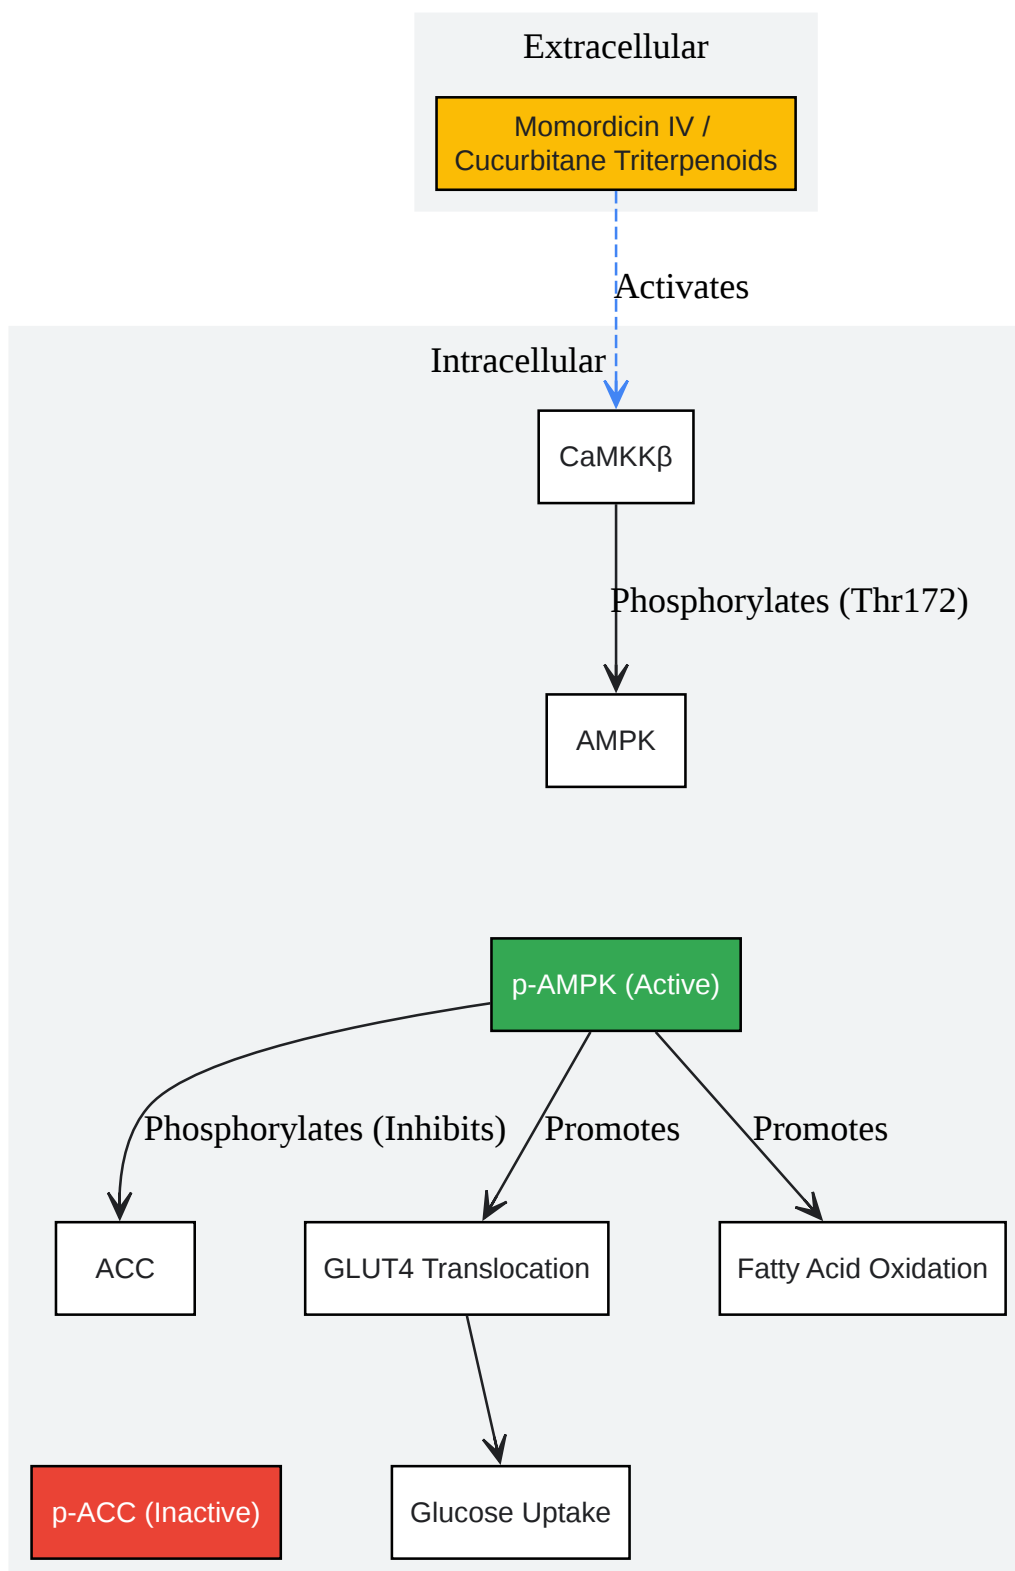 Extracellular
Momordicin IV /
Cucurbitane Triterpenoids
Activates
Intracellular
CaMKKβ
Phosphorylates (Thr172)
AMPK
p-AMPK (Active)
Phosphorylates (Inhibits)
Promotes
Promotes
ACC
GLUT4 Translocation
Fatty Acid Oxidation
p-ACC (Inactive)
Glucose Uptake